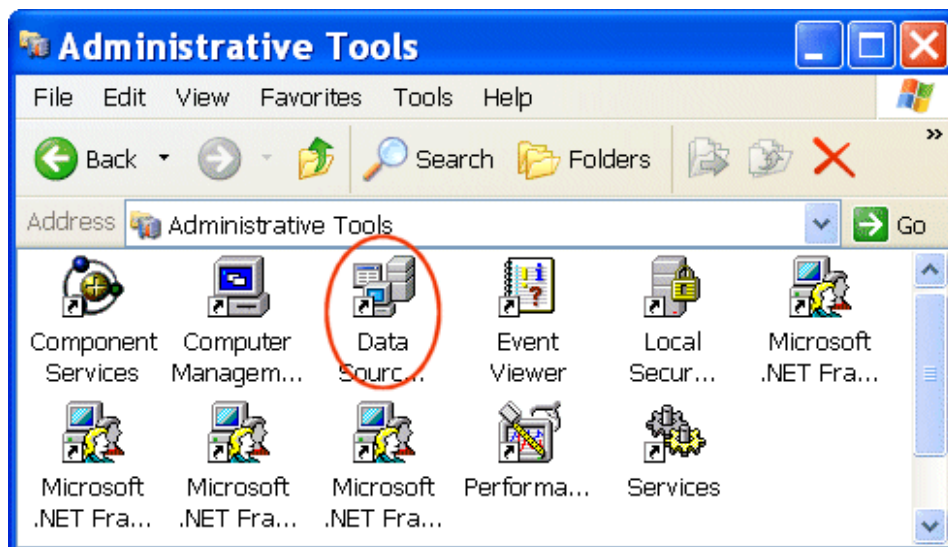 Administrative Tools
File Edit View Favorites Tools Help
Back Search Folders »
Address Administrative Tools Go
Component Computer Data Event Local Microsoft
Services Managem... Sourc... Viewer Secur... .NET Fra...
Microsoft Microsoft Microsoft Performa... Services
.NET Fra... .NET Fra... .NET Fra...